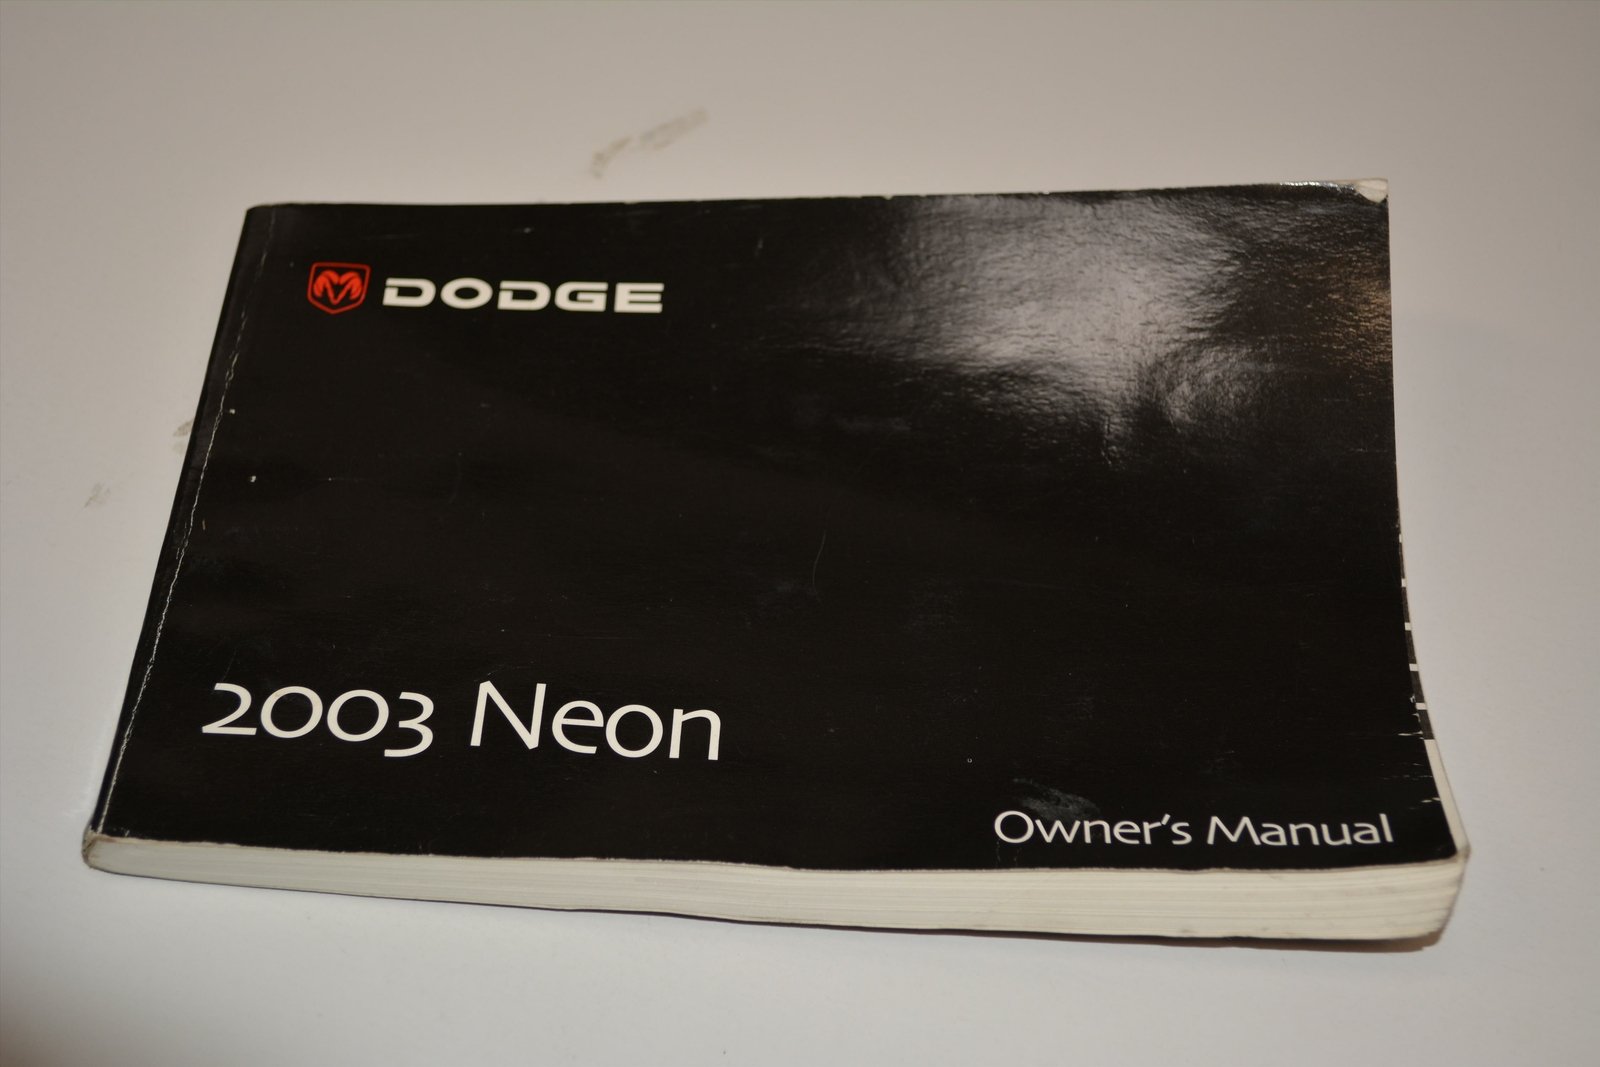 DODGE
2003 Neon
Owner's Manual